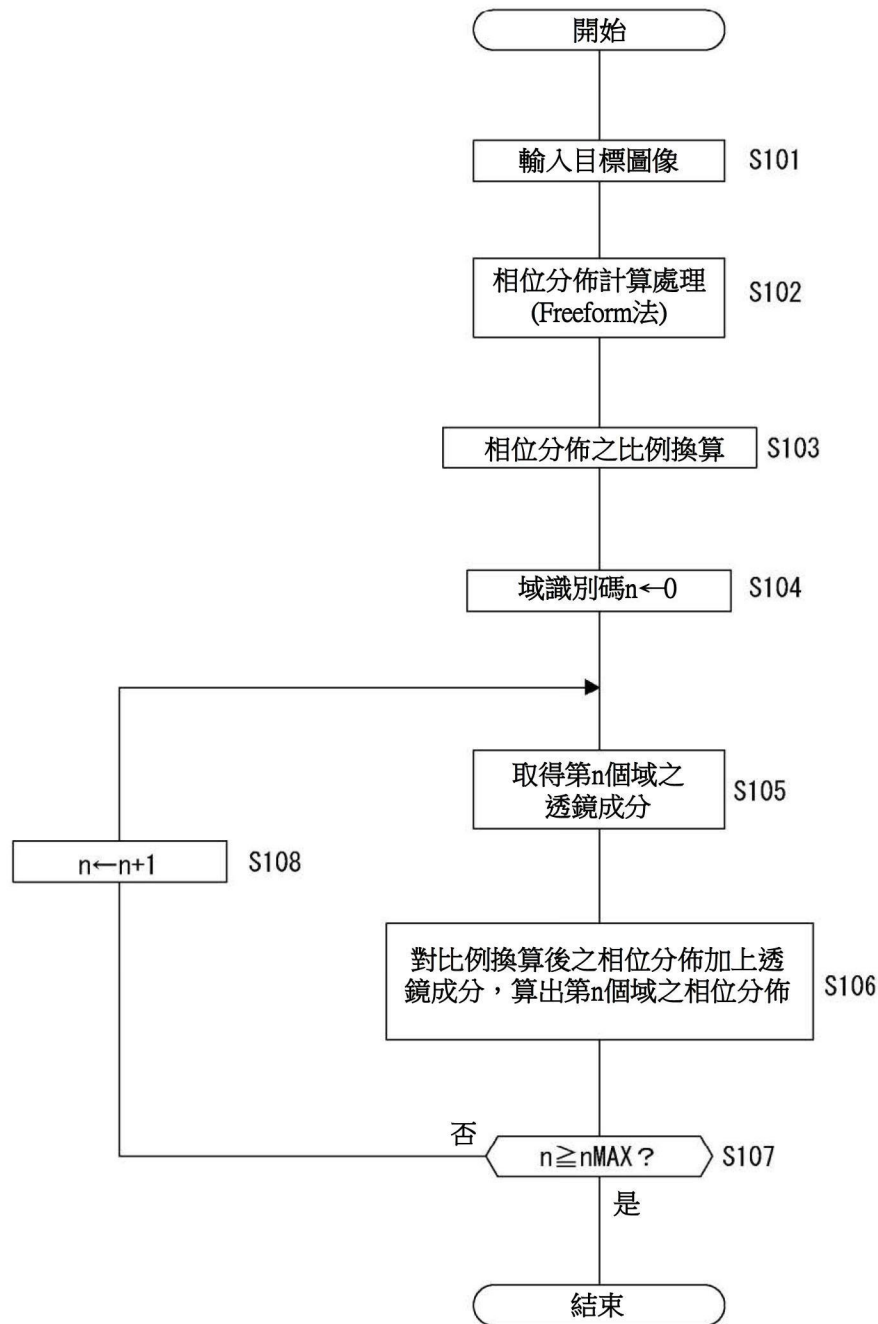 開始
輸入目標圖像
S101
相位分佈計算處理
(Freeform法)
S102
相位分佈之比例換算
S103
域識別碼n←0
S104
取得第n個域之
透鏡成分
S105
n←n+1
S108
對比例換算後之相位分佈加上透
鏡成分，算出第n個域之相位分佈
S106
否
n≧nMAX？
S107
是
結束